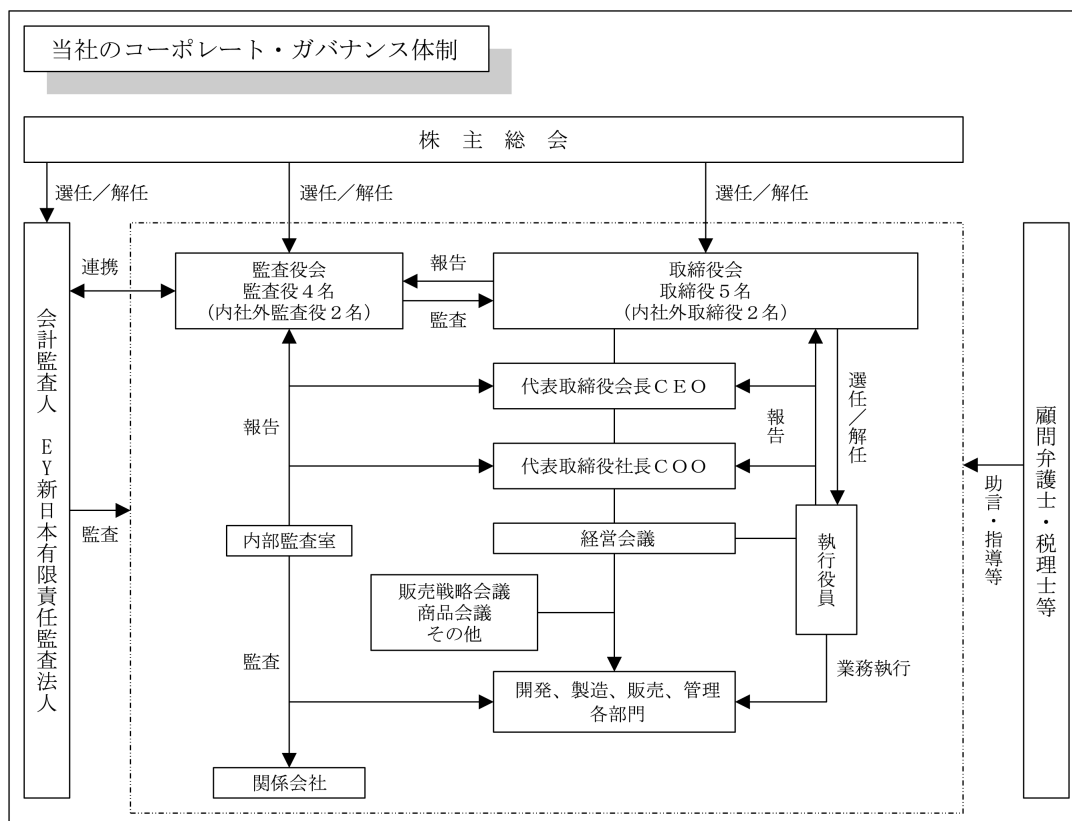 当社のコーポレート・ガバナンス体制
株主総会
選任／解任
選任／解任
選任／解任
会計監査人 EY新日本有限責任監査法人
連携
監査役会
監査役４名
(内社外監査役２名)
報告
監査
取締役会
取締役５名
(内社外取締役２名)
代表取締役会長ＣＥＯ
選任／解任
報告
報告
代表取締役社長ＣＯＯ
顧問弁護士・税理士等
助言・指導等
監査
内部監査室
経営会議
執行役員
販売戦略会議
商品会議
その他
監査
業務執行
開発、製造、販売、管理
各部門
関係会社